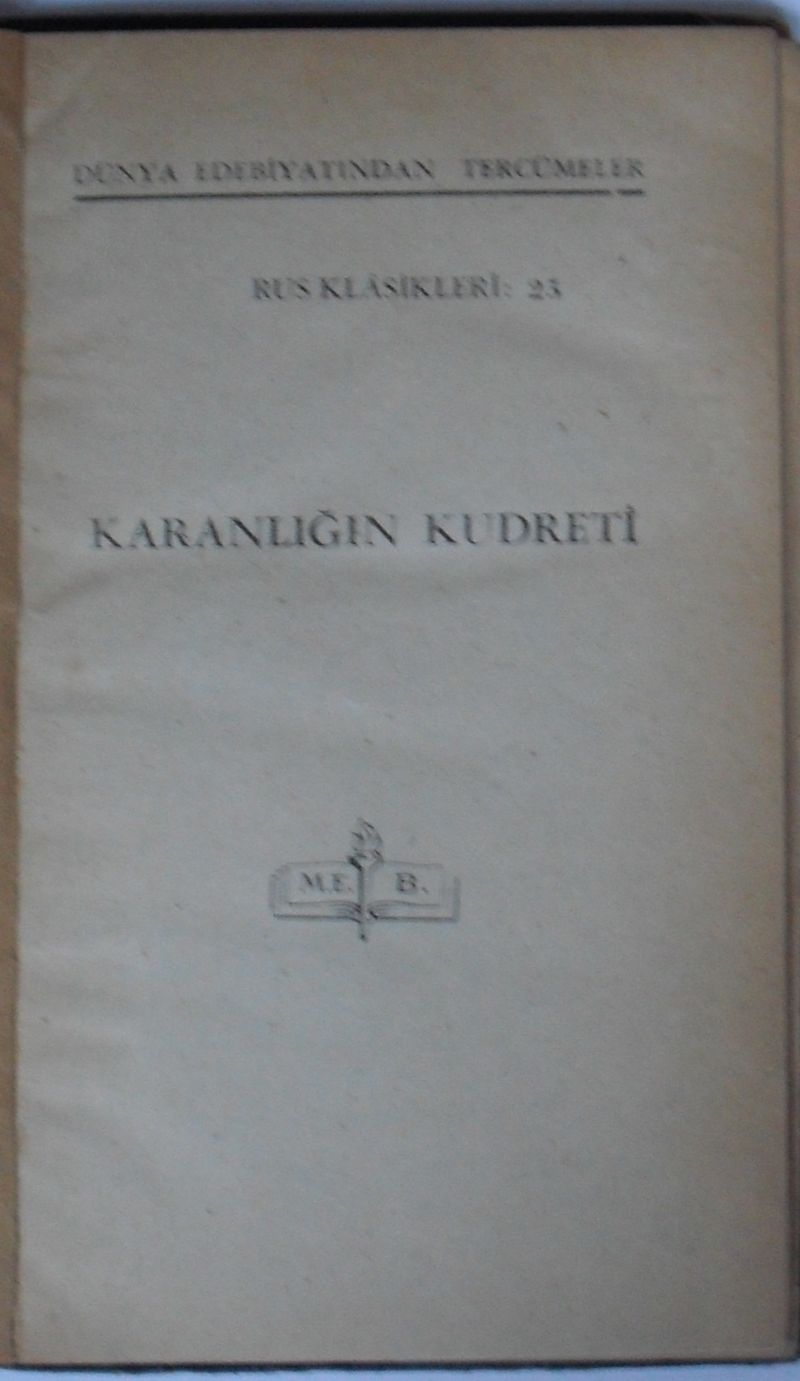 DÜNYA EDEBİYATINDAN TERCÜMELER
RUS KLÂSİKLERİ: 23
KARANLIĞIN KUDRETİ
M.E. B.